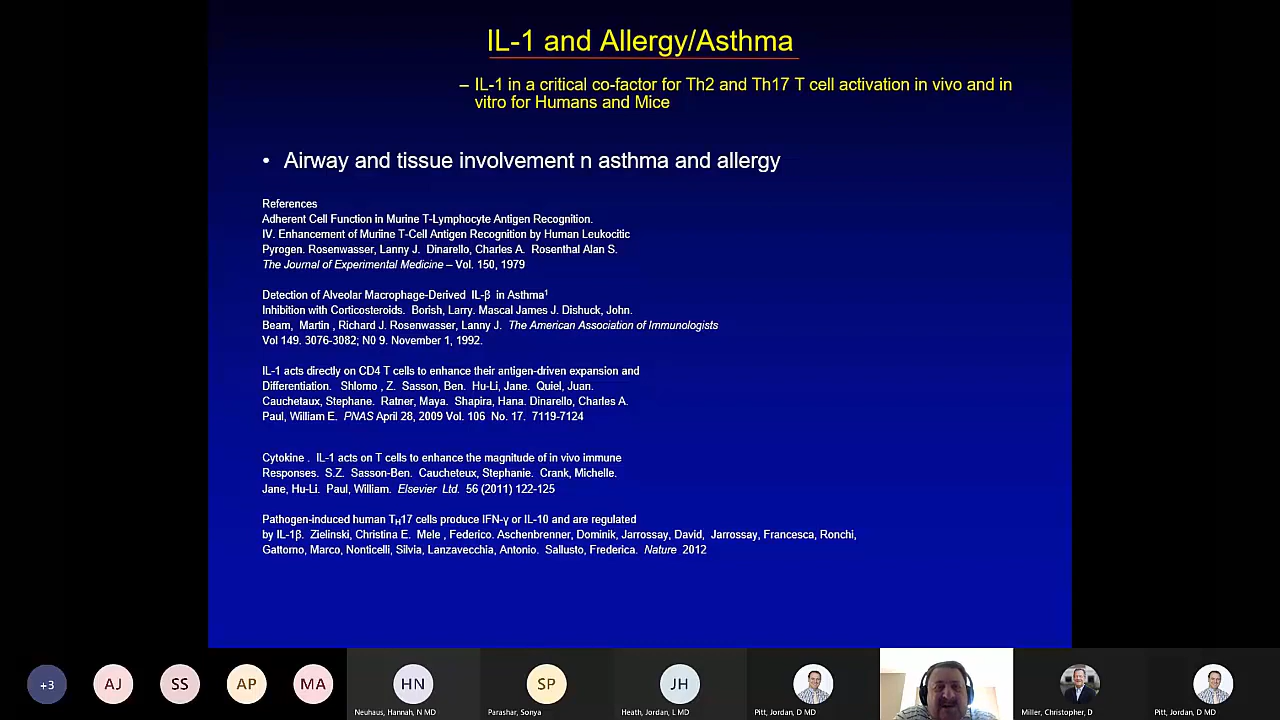 IL-1 and Allergy/Asthma
– IL-1 in a critical co-factor for Th2 and Th17 T cell activation in vivo and in
vitro for Humans and Mice
• Airway and tissue involvement n asthma and allergy
References
Adherent Cell Function in Murine T-Lymphocyte Antigen Recognition.
IV. Enhancement of Muriine T-Cell Antigen Recognition by Human Leukocitic
Pyrogen. Rosenwasser, Lanny J. Dinarello, Charles A. Rosenthal Alan S.
The Journal of Experimental Medicine – Vol. 150, 1979
Detection of Alveolar Macrophage-Derived IL-β in Asthma¹
Inhibition with Corticosteroids. Borish, Larry. Mascal James J. Dishuck, John.
Beam, Martin , Richard J. Rosenwasser, Lanny J. The American Association of Immunologists
Vol 149. 3076-3082; N0 9. November 1, 1992.
IL-1 acts directly on CD4 T cells to enhance their antigen-driven expansion and
Differentiation. Shlomo , Z. Sasson, Ben. Hu-Li, Jane. Quiel, Juan.
Cauchetaux, Stephane. Ratner, Maya. Shapira, Hana. Dinarello, Charles A.
Paul, William E. PNAS April 28, 2009 Vol. 106 No. 17. 7119-7124
Cytokine . IL-1 acts on T cells to enhance the magnitude of in vivo immune
Responses. S.Z. Sasson-Ben. Caucheteux, Stephanie. Crank, Michelle.
Jane, Hu-Li. Paul, William. Elsevier Ltd. 56 (2011) 122-125
Pathogen-induced human TH17 cells produce IFN-γ or IL-10 and are regulated
by IL-1β. Zielinski, Christina E. Mele , Federico. Aschenbrenner, Dominik, Jarrossay, David, Jarrossay, Francesca, Ronchi,
Gattorno, Marco, Nonticelli, Silvia, Lanzavecchia, Antonio. Sallusto, Frederica. Nature 2012
+3
AJ
SS
AP
MA
HN
SP
JH
Neuhaus, Hannah, N MD
Parashar, Sonya
Heath, Jordan, L MD
Pitt, Jordan, D MD
Miller, Christopher, D
Pitt, Jordan, D MD